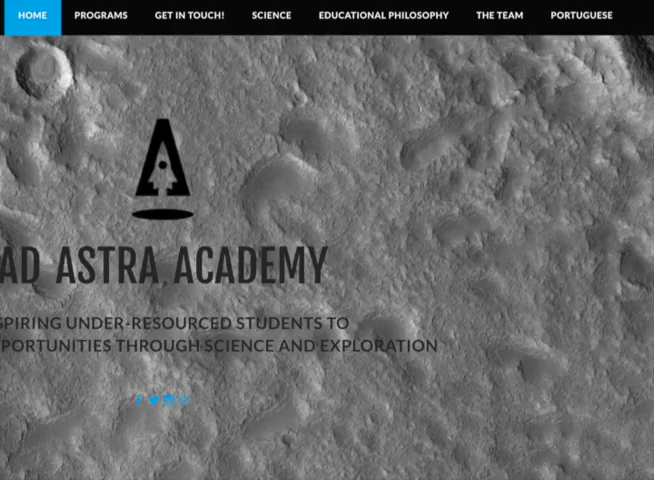 HOME PROGRAMS GET IN TOUCH! SCIENCE EDUCATIONAL PHILOSOPHY THE TEAM PORTUGUESE
AD ASTRA ACADEMY
SPIRING UNDER-RESOURCED STUDENTS TO
PORTUNITIES THROUGH SCIENCE AND EXPLORATION